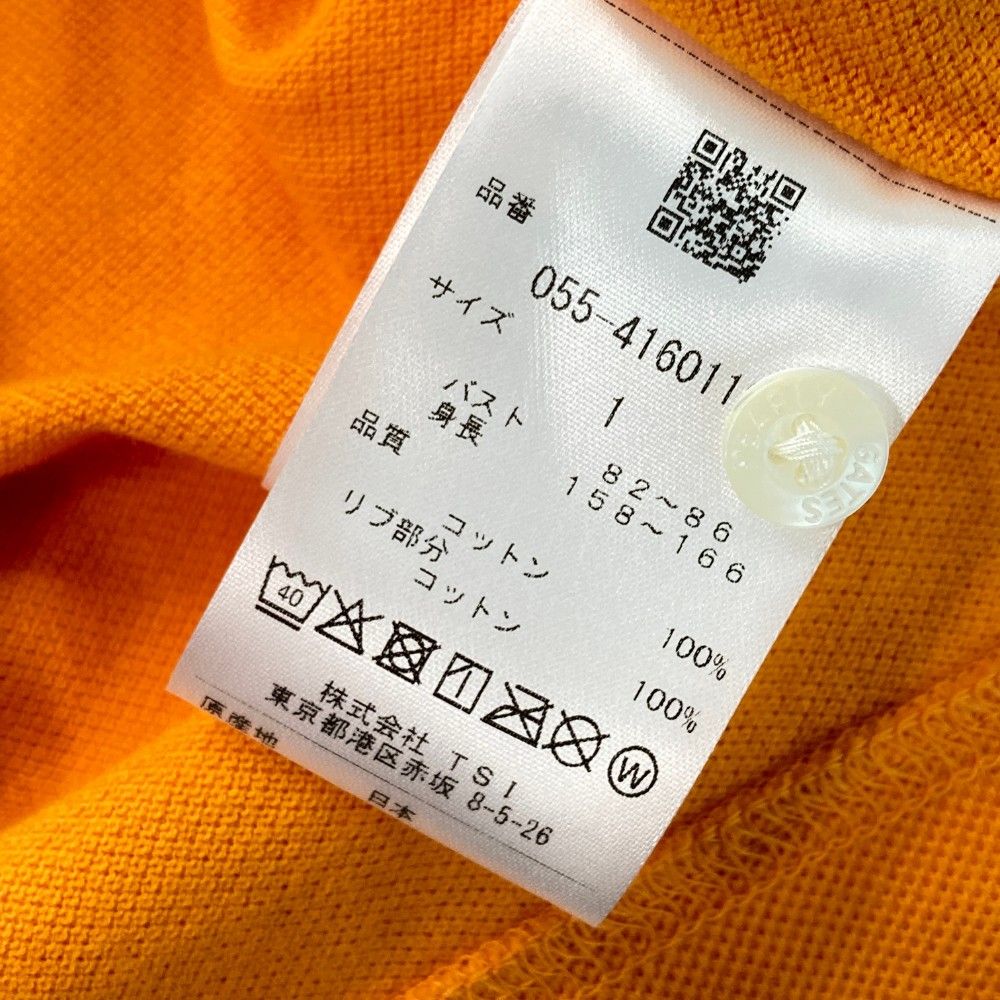 品番
055-416011
サイズ
1
バスト 82〜86
身長 158〜166
品質
コットン 100%
リブ部分
コットン 100%
40
W
株式会社 TSI
東京都港区赤坂 8-5-26
原産地 日本
PEARLY GATES